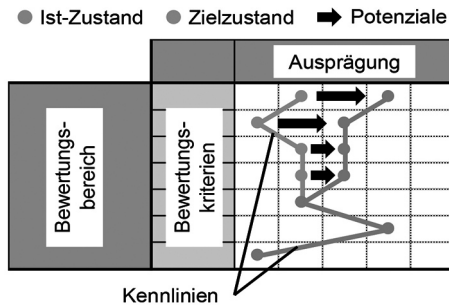 Ist-Zustand Zielzustand Potenziale
Ausprägung
Bewertungs-
bereich
Bewertungs-
kriterien
Kennlinien